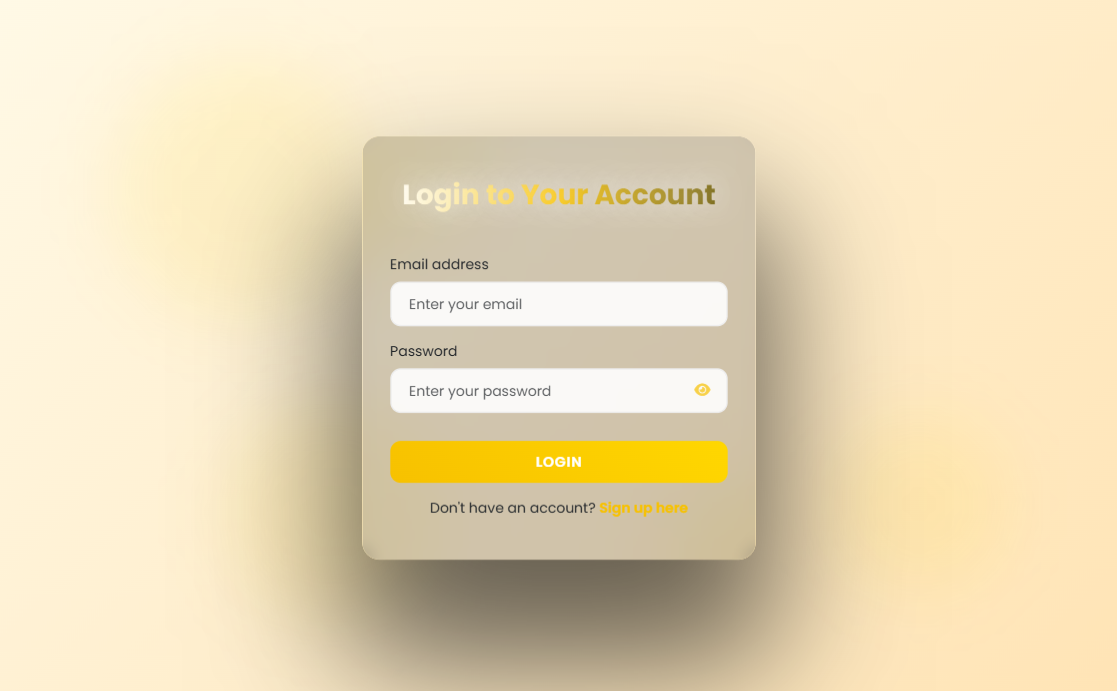 Login to Your Account
Email address
Enter your email
Password
Enter your password
LOGIN
Don't have an account? Sign up here